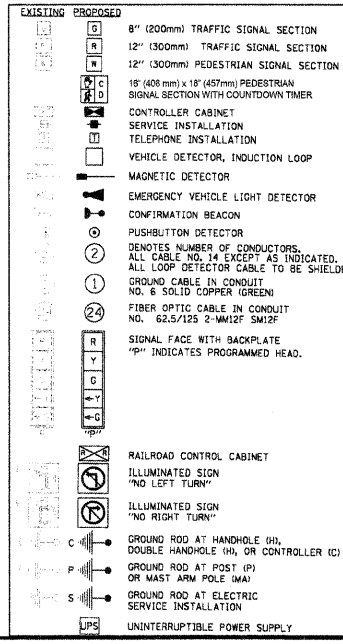 EXISTING PROPOSED
G 8" (200mm) TRAFFIC SIGNAL SECTION
R 12" (300mm) TRAFFIC SIGNAL SECTION
W 12" (300mm) PEDESTRIAN SIGNAL SECTION
C 16" (406 mm) x 18" (457mm) PEDESTRIAN
D SIGNAL SECTION WITH COUNTDOWN TIMER
CONTROLLER CABINET
SERVICE INSTALLATION
T TELEPHONE INSTALLATION
VEHICLE DETECTOR, INDUCTION LOOP
MAGNETIC DETECTOR
EMERGENCY VEHICLE LIGHT DETECTOR
CONFIRMATION BEACON
PUSHBUTTON DETECTOR
2 DENOTES NUMBER OF CONDUCTORS.
ALL CABLE NO. 14 EXCEPT AS INDICATED.
ALL LOOP DETECTOR CABLE TO BE SHIELDE
1 GROUND CABLE IN CONDUIT
NO. 6 SOLID COPPER (GREEN)
24 FIBER OPTIC CABLE IN CONDUIT
NO. 62.5/125 2-MM12F SM12F
R SIGNAL FACE WITH BACKPLATE
Y "P" INDICATES PROGRAMMED HEAD.
G
←Y
←G
"P"
R R RAILROAD CONTROL CABINET
ILLUMINATED SIGN
"NO LEFT TURN"
ILLUMINATED SIGN
"NO RIGHT TURN"
C GROUND ROD AT HANDHOLE (H),
DOUBLE HANDHOLE (H), OR CONTROLLER (C)
P GROUND ROD AT POST (P)
OR MAST ARM POLE (MA)
S GROUND ROD AT ELECTRIC
SERVICE INSTALLATION
UPS UNINTERRUPTIBLE POWER SUPPLY